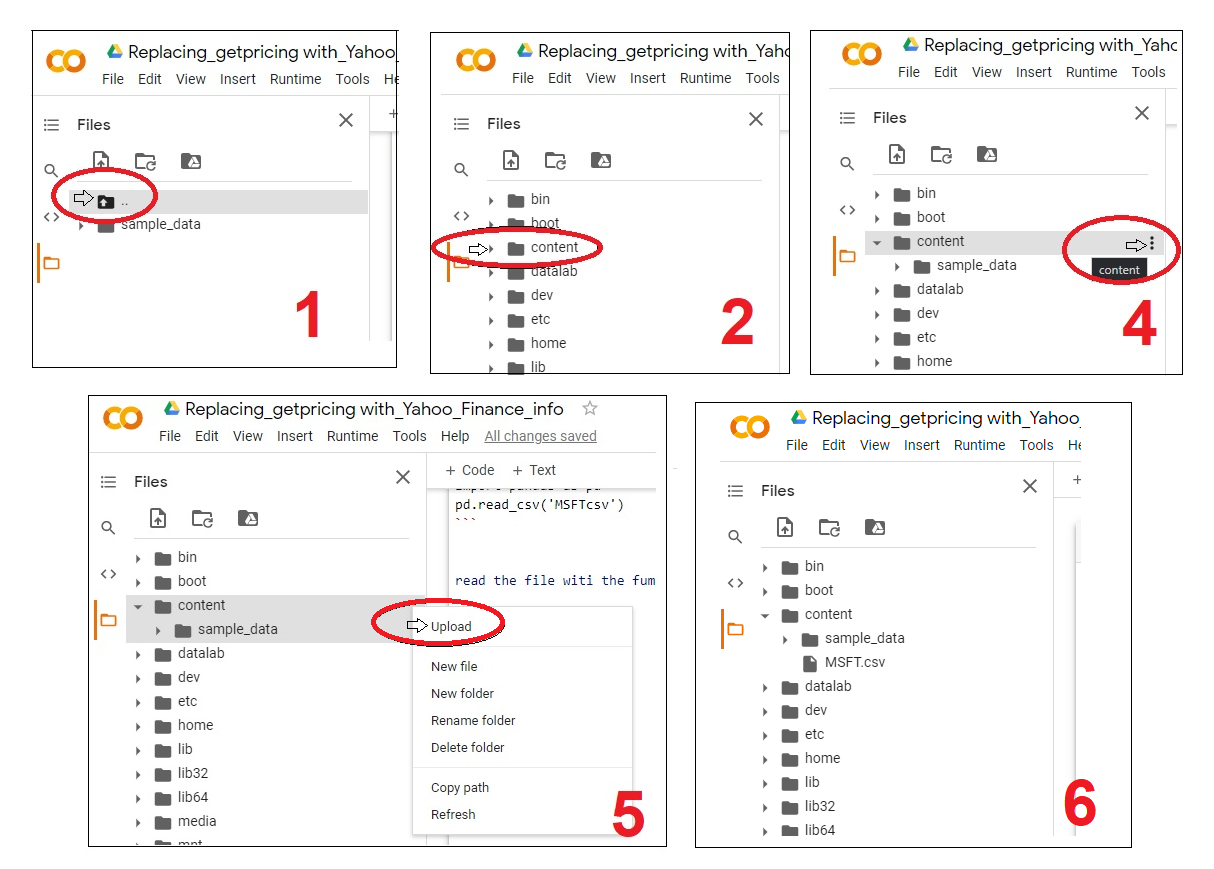 Replacing_getpricing with_Yahoo_
File Edit View Insert Runtime Tools He
Files
..
sample_data
1
Replacing_getpricing with_Yahoo_
File Edit View Insert Runtime Tools
Files
bin
boot
content
datalab
dev
etc
home
lib
2
Replacing_getpricing with_Yaho
File Edit View Insert Runtime Tools
Files
bin
boot
content
sample_data
content
datalab
dev
etc
home
4
Replacing_getpricing with_Yahoo_Finance_info
File Edit View Insert Runtime Tools Help All changes saved
+ Code + Text
Files
import pandas as pd
pd.read_csv('MSFTcsv')
```
read the file witi the fum
bin
boot
content
sample_data
datalab
dev
etc
home
lib
lib32
lib64
media
mnt
Upload
New file
New folder
Rename folder
Delete folder
Copy path
Refresh
5
Replacing_getpricing with_Yahoo_
File Edit View Insert Runtime Tools He
Files
bin
boot
content
sample_data
MSFT.csv
datalab
dev
etc
home
lib
lib32
lib64
6